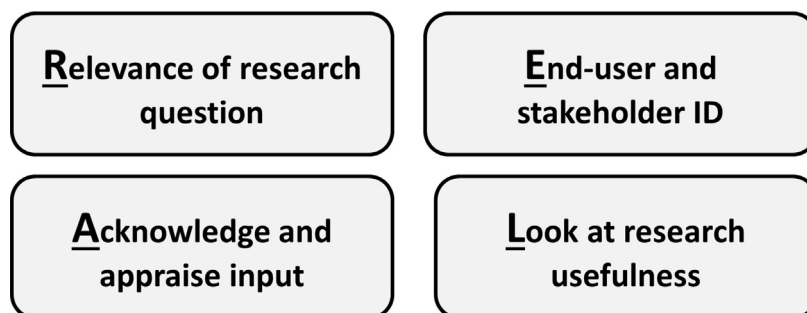 Relevance of research
question
End-user and
stakeholder ID
Acknowledge and
appraise input
Look at research
usefulness